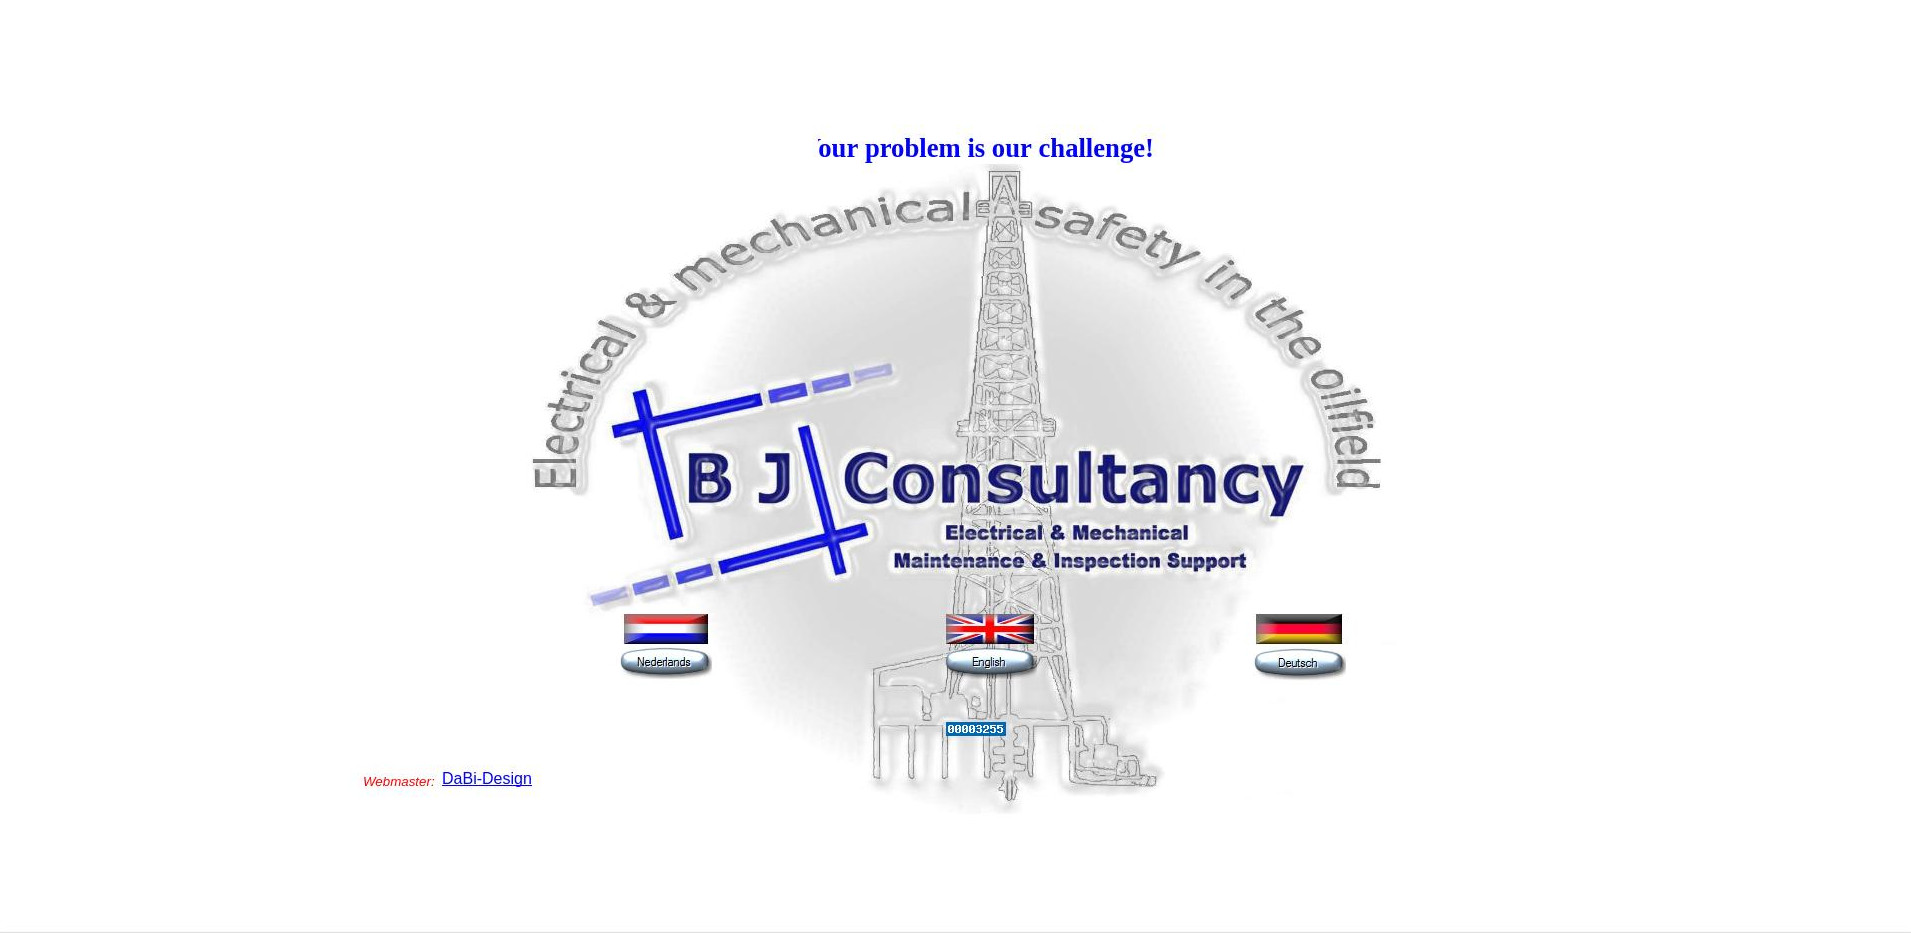 our problem is our challenge!
Electrical & mechanical safety in the oilfield
B J Consultancy
Electrical & Mechanical
Maintenance & Inspection Support
Nederlands
English
Deutsch
00003255
Webmaster: DaBi-Design